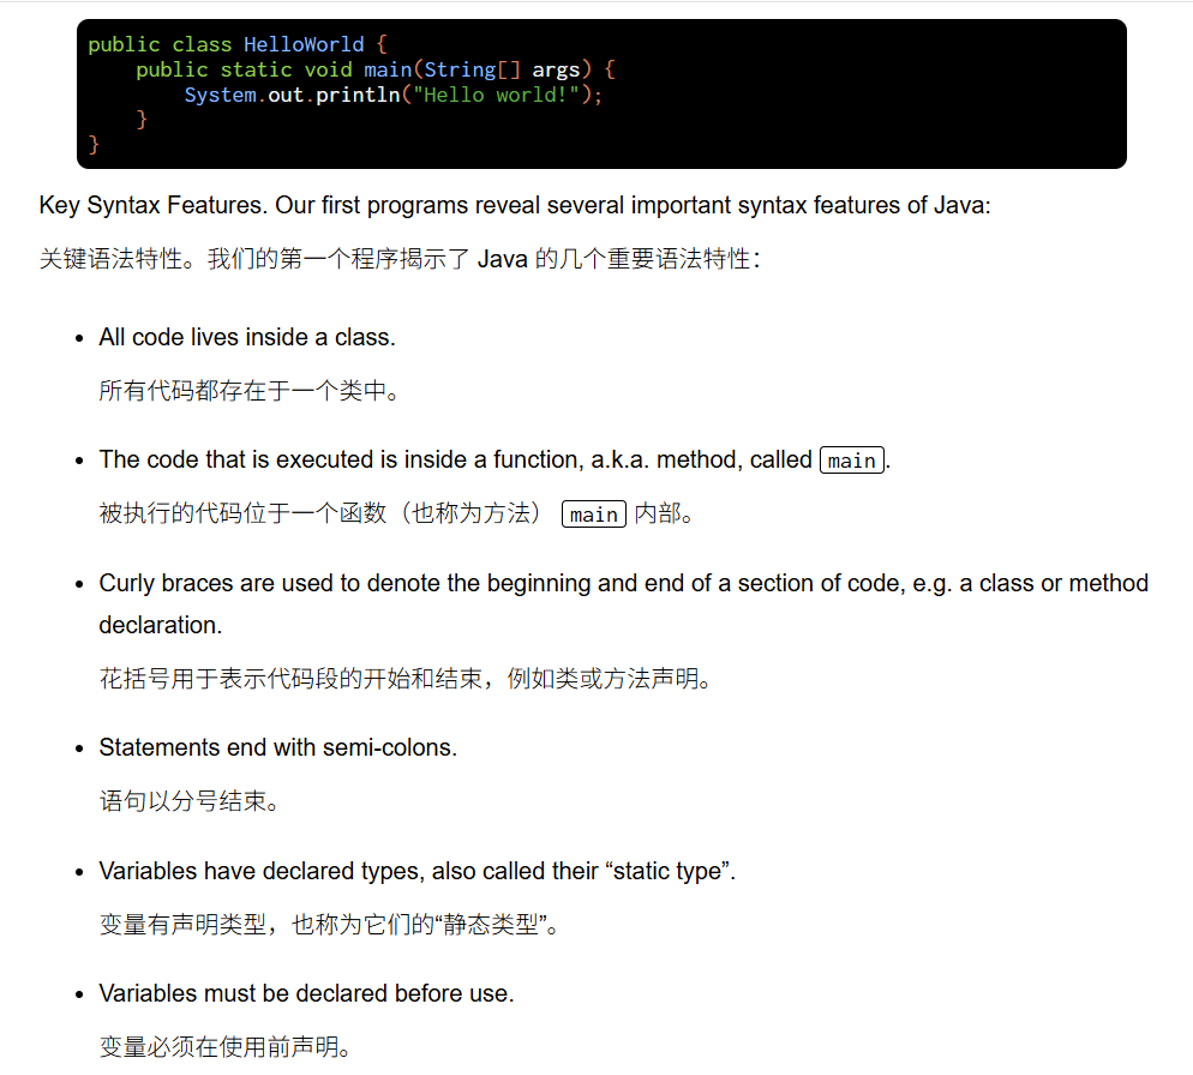 public class HelloWorld {
    public static void main(String[] args) {
        System.out.println("Hello world!");
    }
}
Key Syntax Features. Our first programs reveal several important syntax features of Java:
关键语法特性。我们的第一个程序揭示了 Java 的几个重要语法特性：
• All code lives inside a class.
所有代码都存在于一个类中。
• The code that is executed is inside a function, a.k.a. method, called main.
被执行的代码位于一个函数（也称为方法） main 内部。
• Curly braces are used to denote the beginning and end of a section of code, e.g. a class or method
declaration.
花括号用于表示代码段的开始和结束，例如类或方法声明。
• Statements end with semi-colons.
语句以分号结束。
• Variables have declared types, also called their “static type”.
变量有声明类型，也称为它们的“静态类型”。
• Variables must be declared before use.
变量必须在使用前声明。